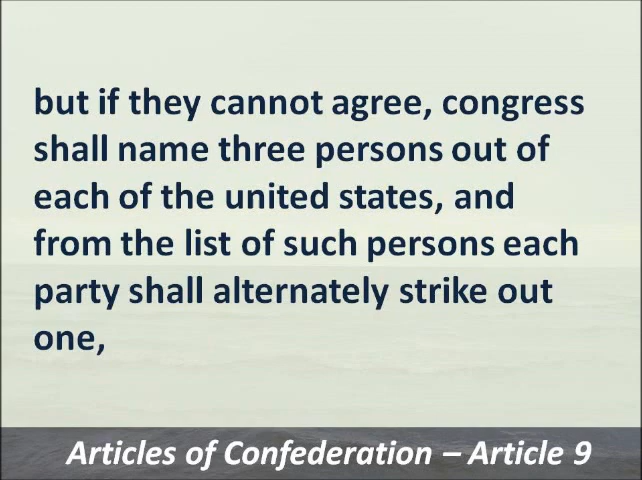 but if they cannot agree, congress
shall name three persons out of
each of the united states, and
from the list of such persons each
party shall alternately strike out
one,
Articles of Confederation – Article 9